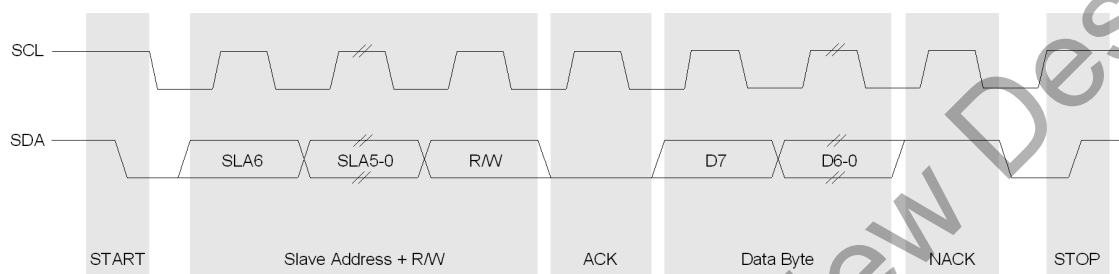 SCL
SDA
SLA6 SLA5-0 R/W D7 D6-0
START Slave Address + R/W ACK Data Byte NACK STOP